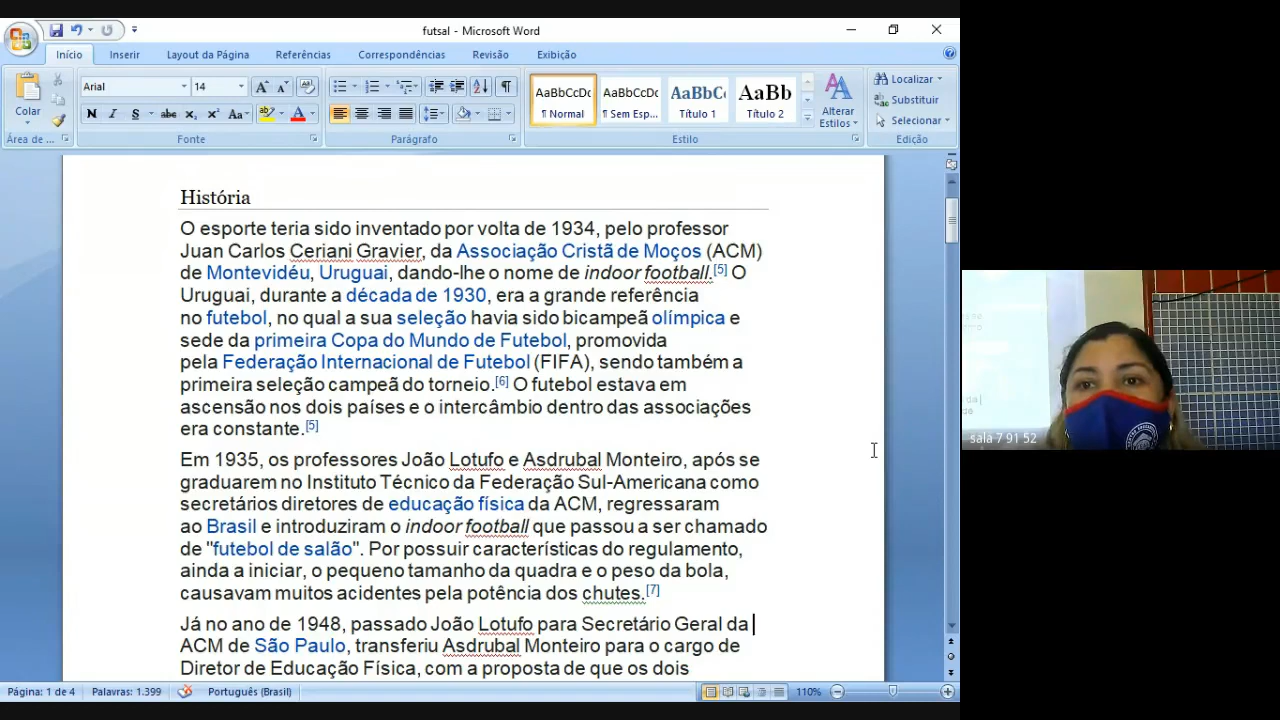 futsal - Microsoft Word
Início Inserir Layout da Página Referências Correspondências Revisão Exibição
Colar
Arial 14
N I S abc x₂ x² Aa
AaBbCcDc AaBbCcDc AaBbCc AaBb
¶ Normal ¶ Sem Esp... Título 1 Título 2
Alterar Estilos
Localizar
Substituir
Selecionar
Área de ... Fonte Parágrafo Estilo Edição
História
O esporte teria sido inventado por volta de 1934, pelo professor
Juan Carlos Ceriani Gravier, da Associação Cristã de Moços (ACM)
de Montevidéu, Uruguai, dando-lhe o nome de indoor football.[5] O
Uruguai, durante a década de 1930, era a grande referência
no futebol, no qual a sua seleção havia sido bicampeã olímpica e
sede da primeira Copa do Mundo de Futebol, promovida
pela Federação Internacional de Futebol (FIFA), sendo também a
primeira seleção campeã do torneio.[6] O futebol estava em
ascensão nos dois países e o intercâmbio dentro das associações
era constante.[5]
Em 1935, os professores João Lotufo e Asdrubal Monteiro, após se
graduarem no Instituto Técnico da Federação Sul-Americana como
secretários diretores de educação física da ACM, regressaram
ao Brasil e introduziram o indoor football que passou a ser chamado
de "futebol de salão". Por possuir características do regulamento,
ainda a iniciar, o pequeno tamanho da quadra e o peso da bola,
causavam muitos acidentes pela potência dos chutes.[7]
Já no ano de 1948, passado João Lotufo para Secretário Geral da
ACM de São Paulo, transferiu Asdrubal Monteiro para o cargo de
Diretor de Educação Física, com a proposta de que os dois
Página: 1 de 4 Palavras: 1.399 Português (Brasil) 110%
sala 7 91 52